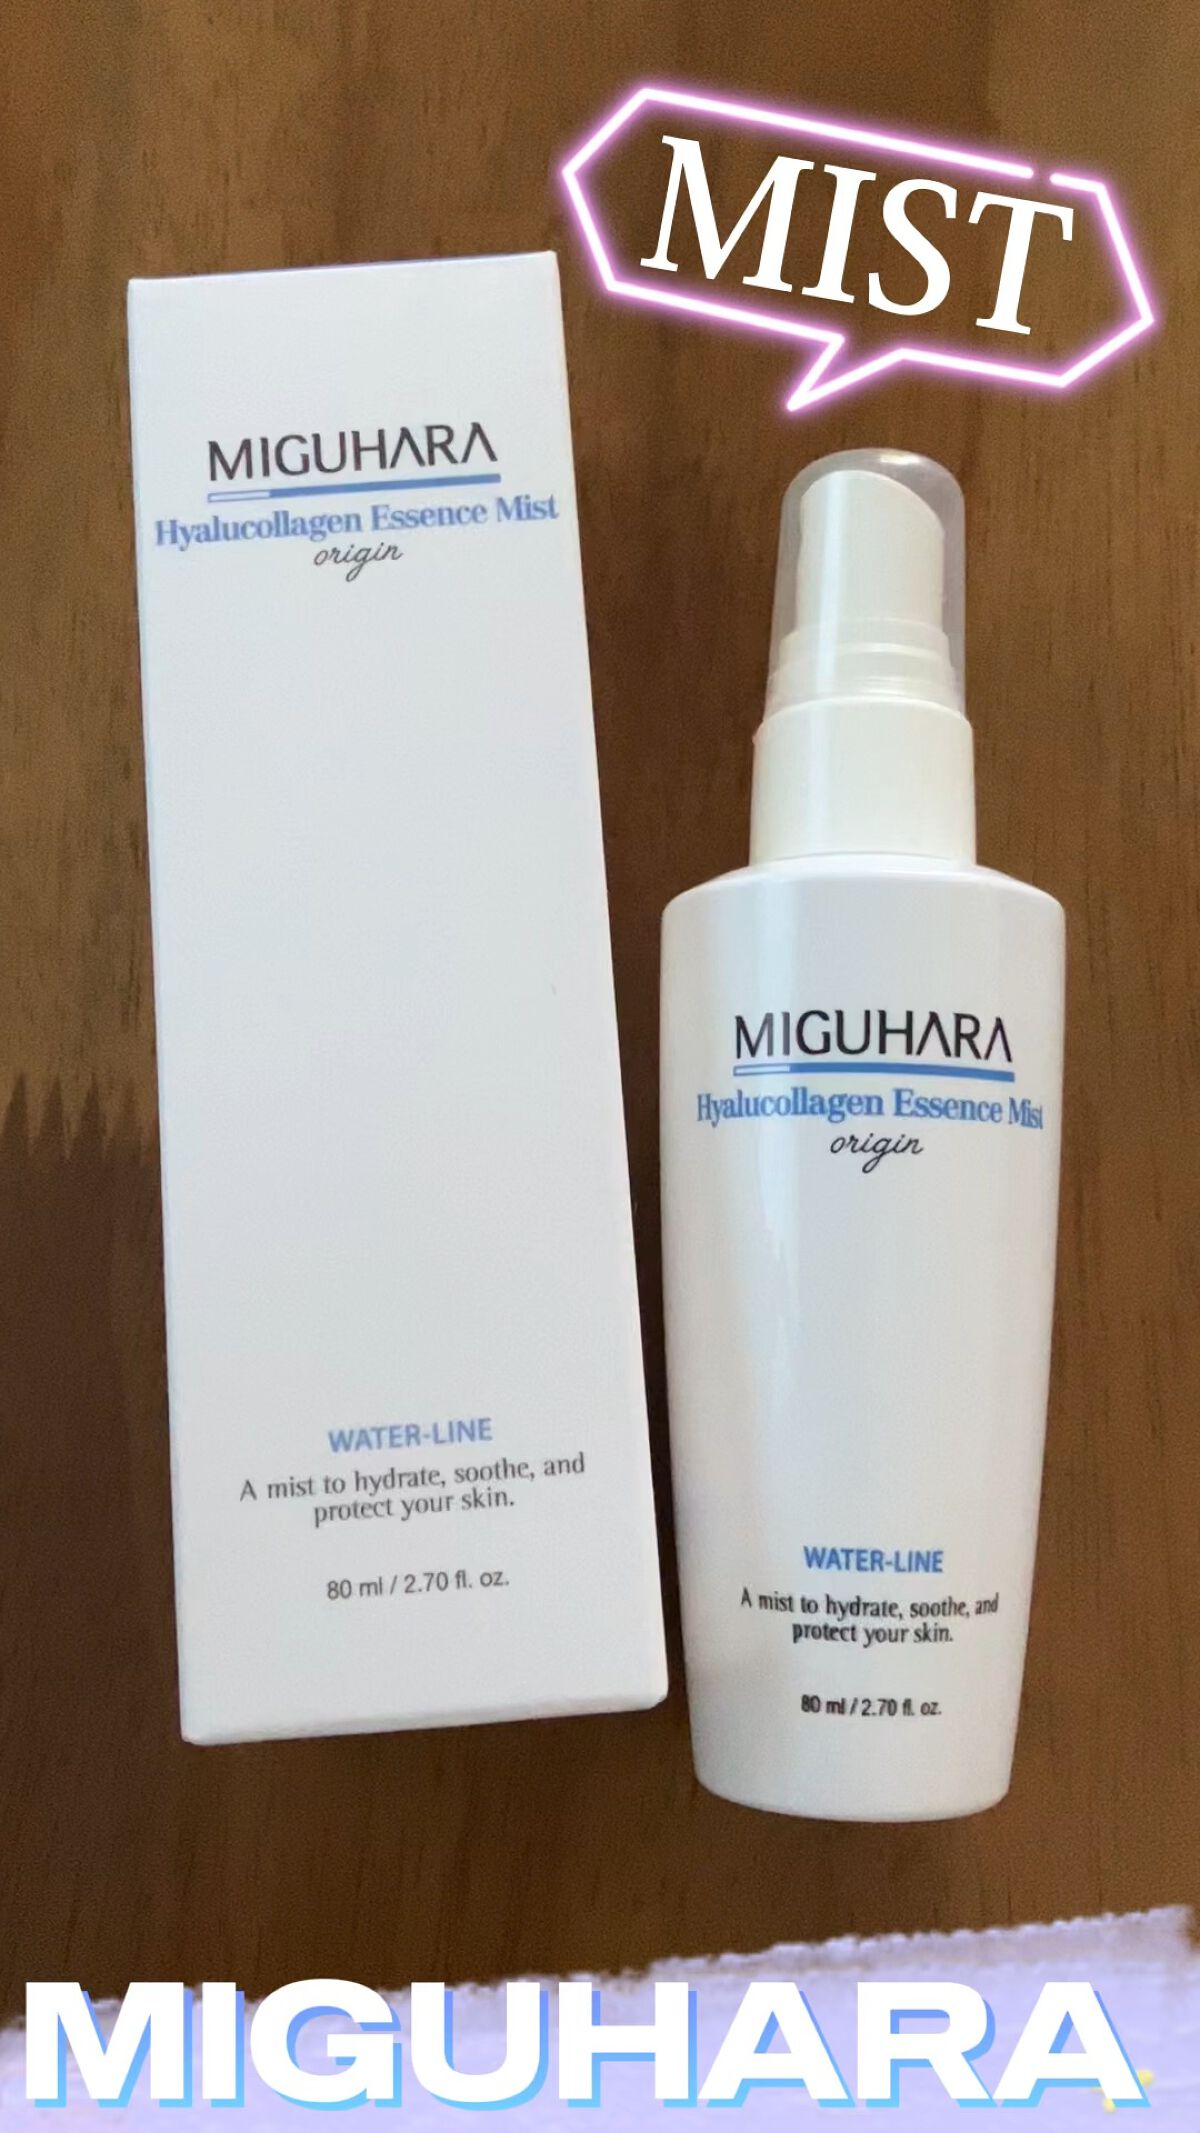 MIST
MIGUHARA
Hyalucollagen Essence Mist
origin
WATER-LINE
A mist to hydrate, soothe, and
protect your skin.
80 ml / 2.70 fl. oz.
MIGUHARA
Hyalucollagen Essence Mist
origin
WATER-LINE
A mist to hydrate, soothe, and
protect your skin.
80 ml / 2.70 fl. oz.
MIGUHARA